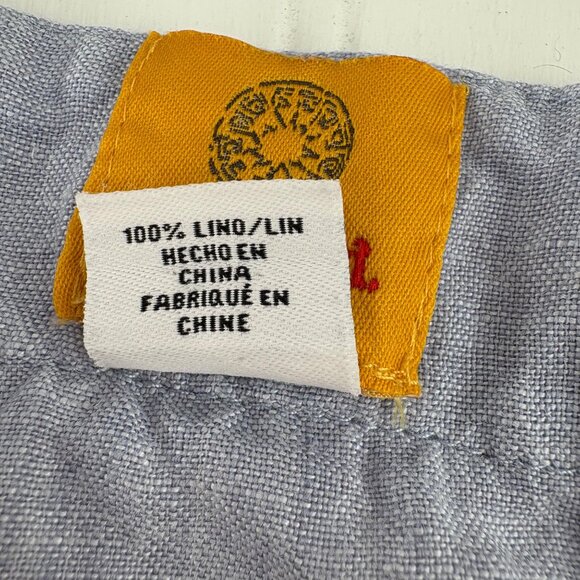 100% LINO/LIN
HECHO EN
CHINA
FABRIQUÉ EN
CHINE